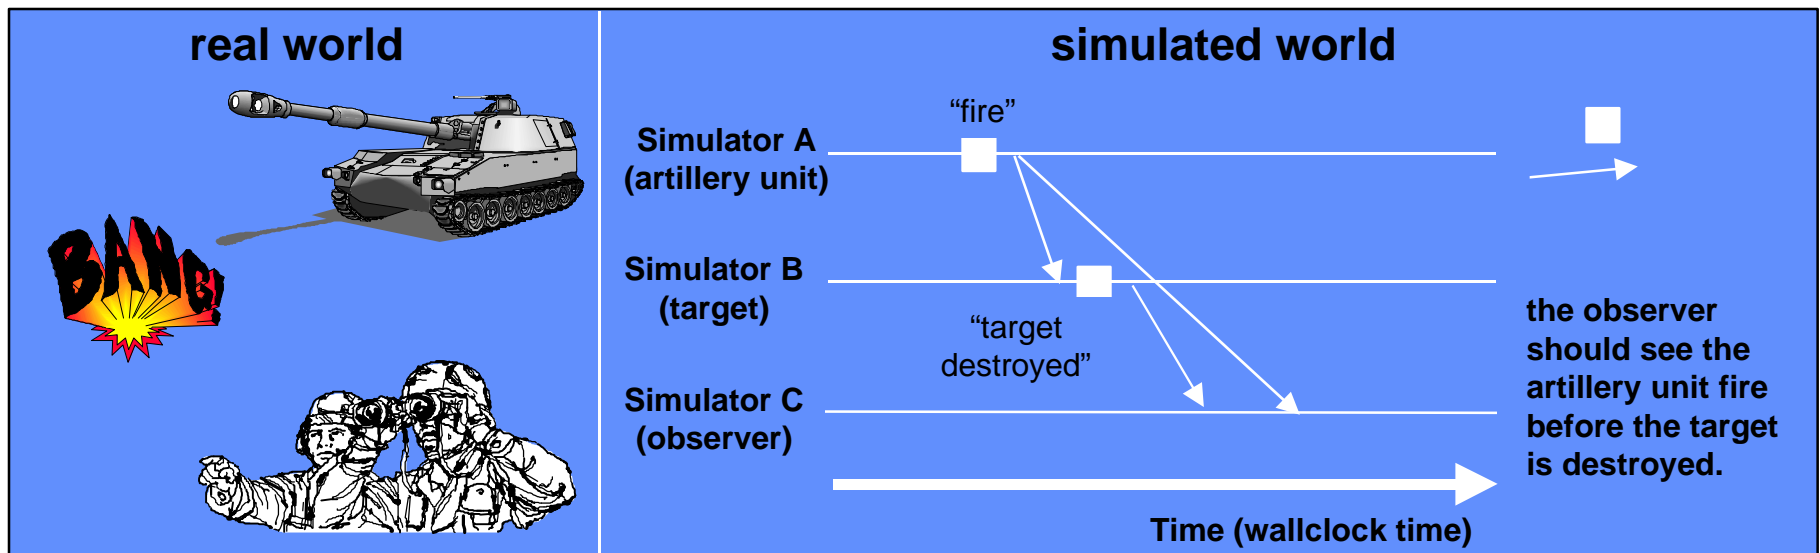 real world
BANG!
simulated world
“fire”
Simulator A
(artillery unit)
Simulator B
(target)
“target
destroyed”
Simulator C
(observer)
the observer
should see the
artillery unit fire
before the target
is destroyed.
Time (wallclock time)